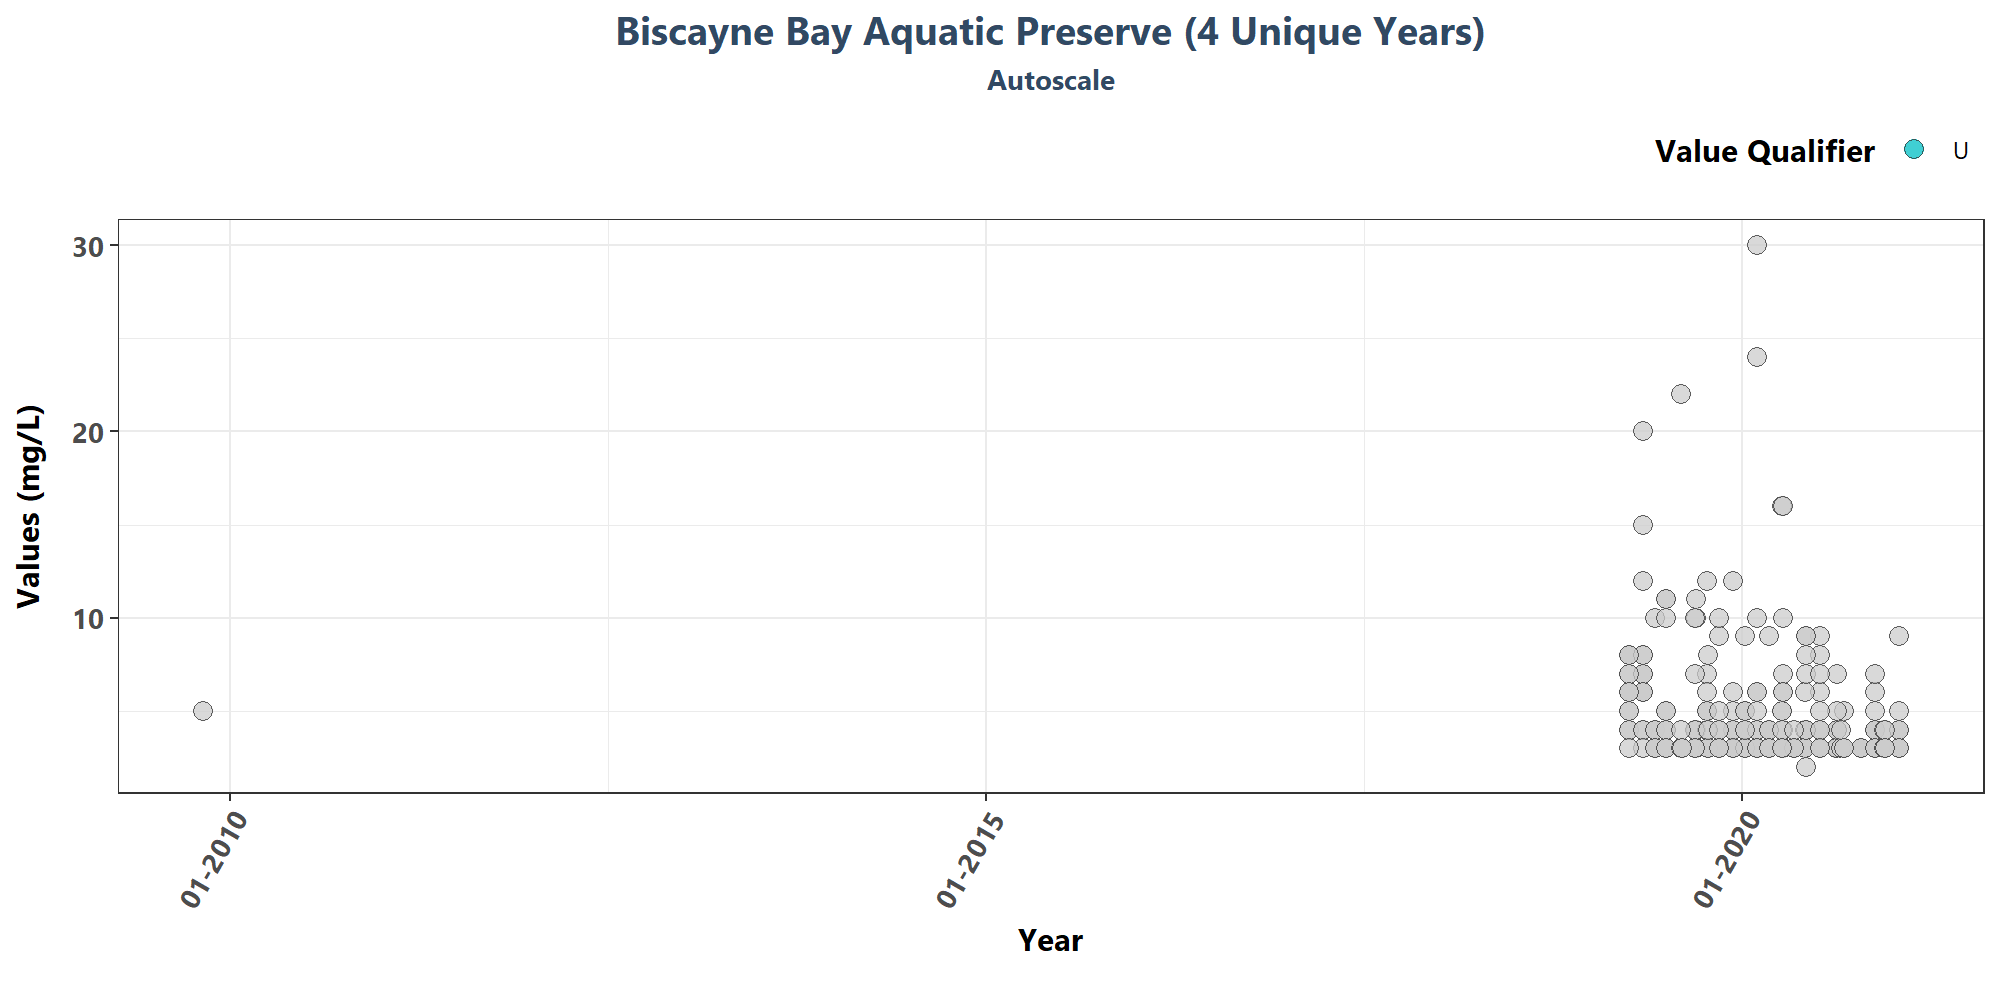 Biscayne Bay Aquatic Preserve (4 Unique Years)
Autoscale
Value Qualifier U
Values (mg/L)
30
20
10
01-2010
01-2015
01-2020
Year